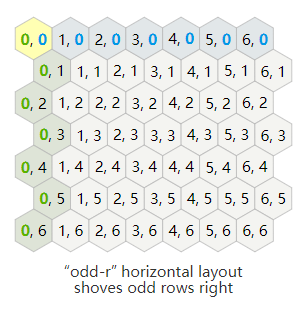 0, 0 1, 0 2, 0 3, 0 4, 0 5, 0 6, 0
0, 1 1, 1 2, 1 3, 1 4, 1 5, 1 6, 1
0, 2 1, 2 2, 2 3, 2 4, 2 5, 2 6, 2
0, 3 1, 3 2, 3 3, 3 4, 3 5, 3 6, 3
0, 4 1, 4 2, 4 3, 4 4, 4 5, 4 6, 4
0, 5 1, 5 2, 5 3, 5 4, 5 5, 5 6, 5
0, 6 1, 6 2, 6 3, 6 4, 6 5, 6 6, 6
“odd-r” horizontal layout
shoves odd rows right